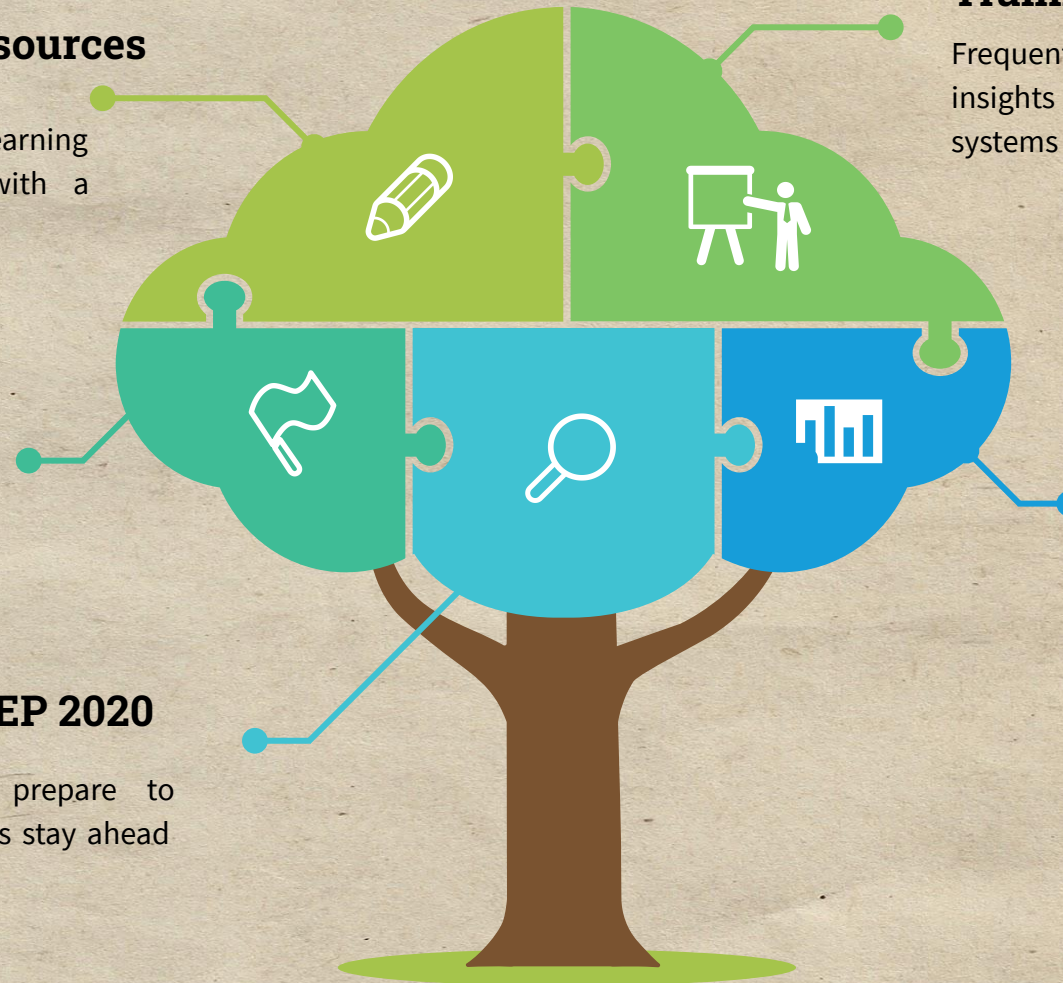 sources
earning
with a
EP 2020
prepare to
s stay ahead
Frequent
insights
systems